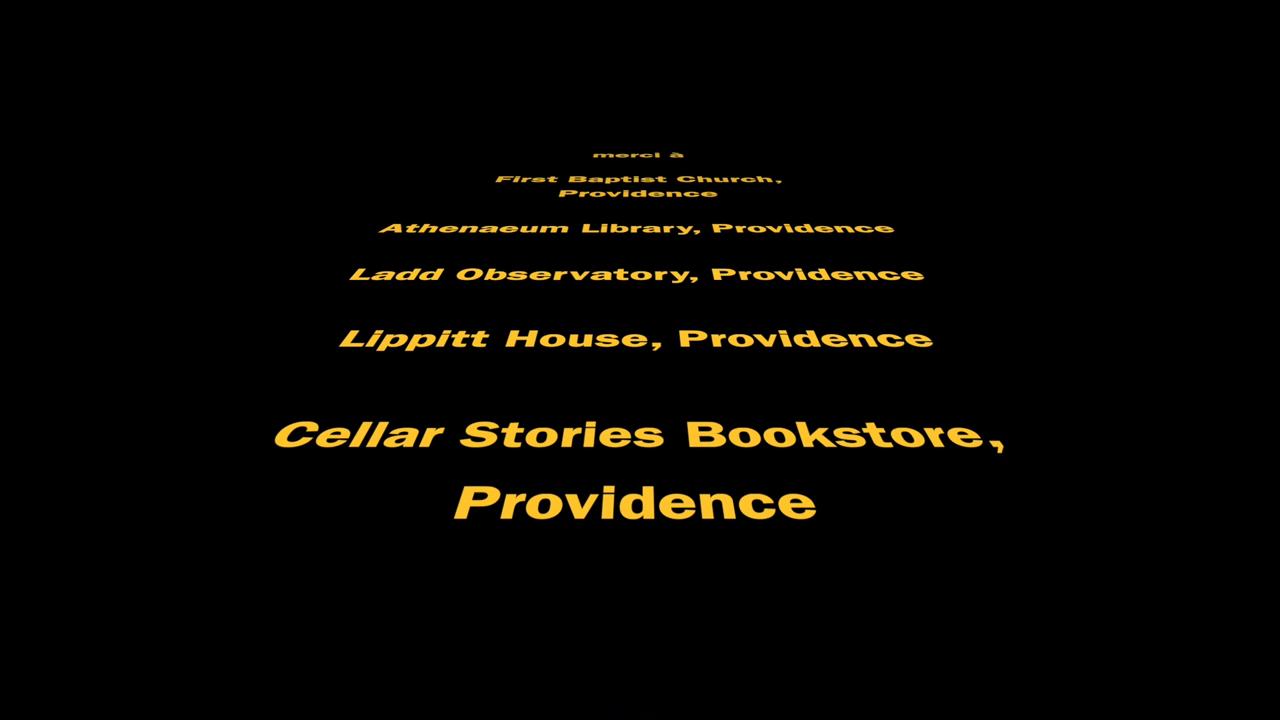 merci à
First Baptist Church,
Providence
Athenaeum Library, Providence
Ladd Observatory, Providence
Lippitt House, Providence
Cellar Stories Bookstore,
Providence